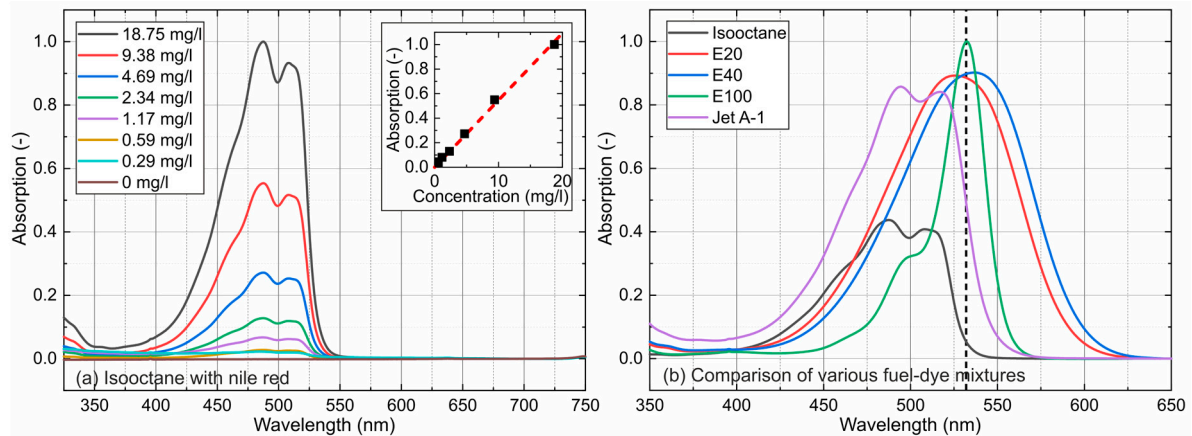 18.75 mg/l
9.38 mg/l
4.69 mg/l
2.34 mg/l
1.17 mg/l
0.59 mg/l
0.29 mg/l
0 mg/l
1.0
0.8
0.6
0.4
0.2
0.0
Absorption (-)
350 400 450 500 550 600 650 700 750
Wavelength (nm)
(a) Isooctane with nile red
1.0
0.8
0.6
0.4
0.2
0.0
Absorption (-)
0 10 20
Concentration (mg/l)
Isooctane
E20
E40
E100
Jet A-1
1.0
0.8
0.6
0.4
0.2
0.0
Absorption (-)
350 400 450 500 550 600 650
Wavelength (nm)
(b) Comparison of various fuel-dye mixtures